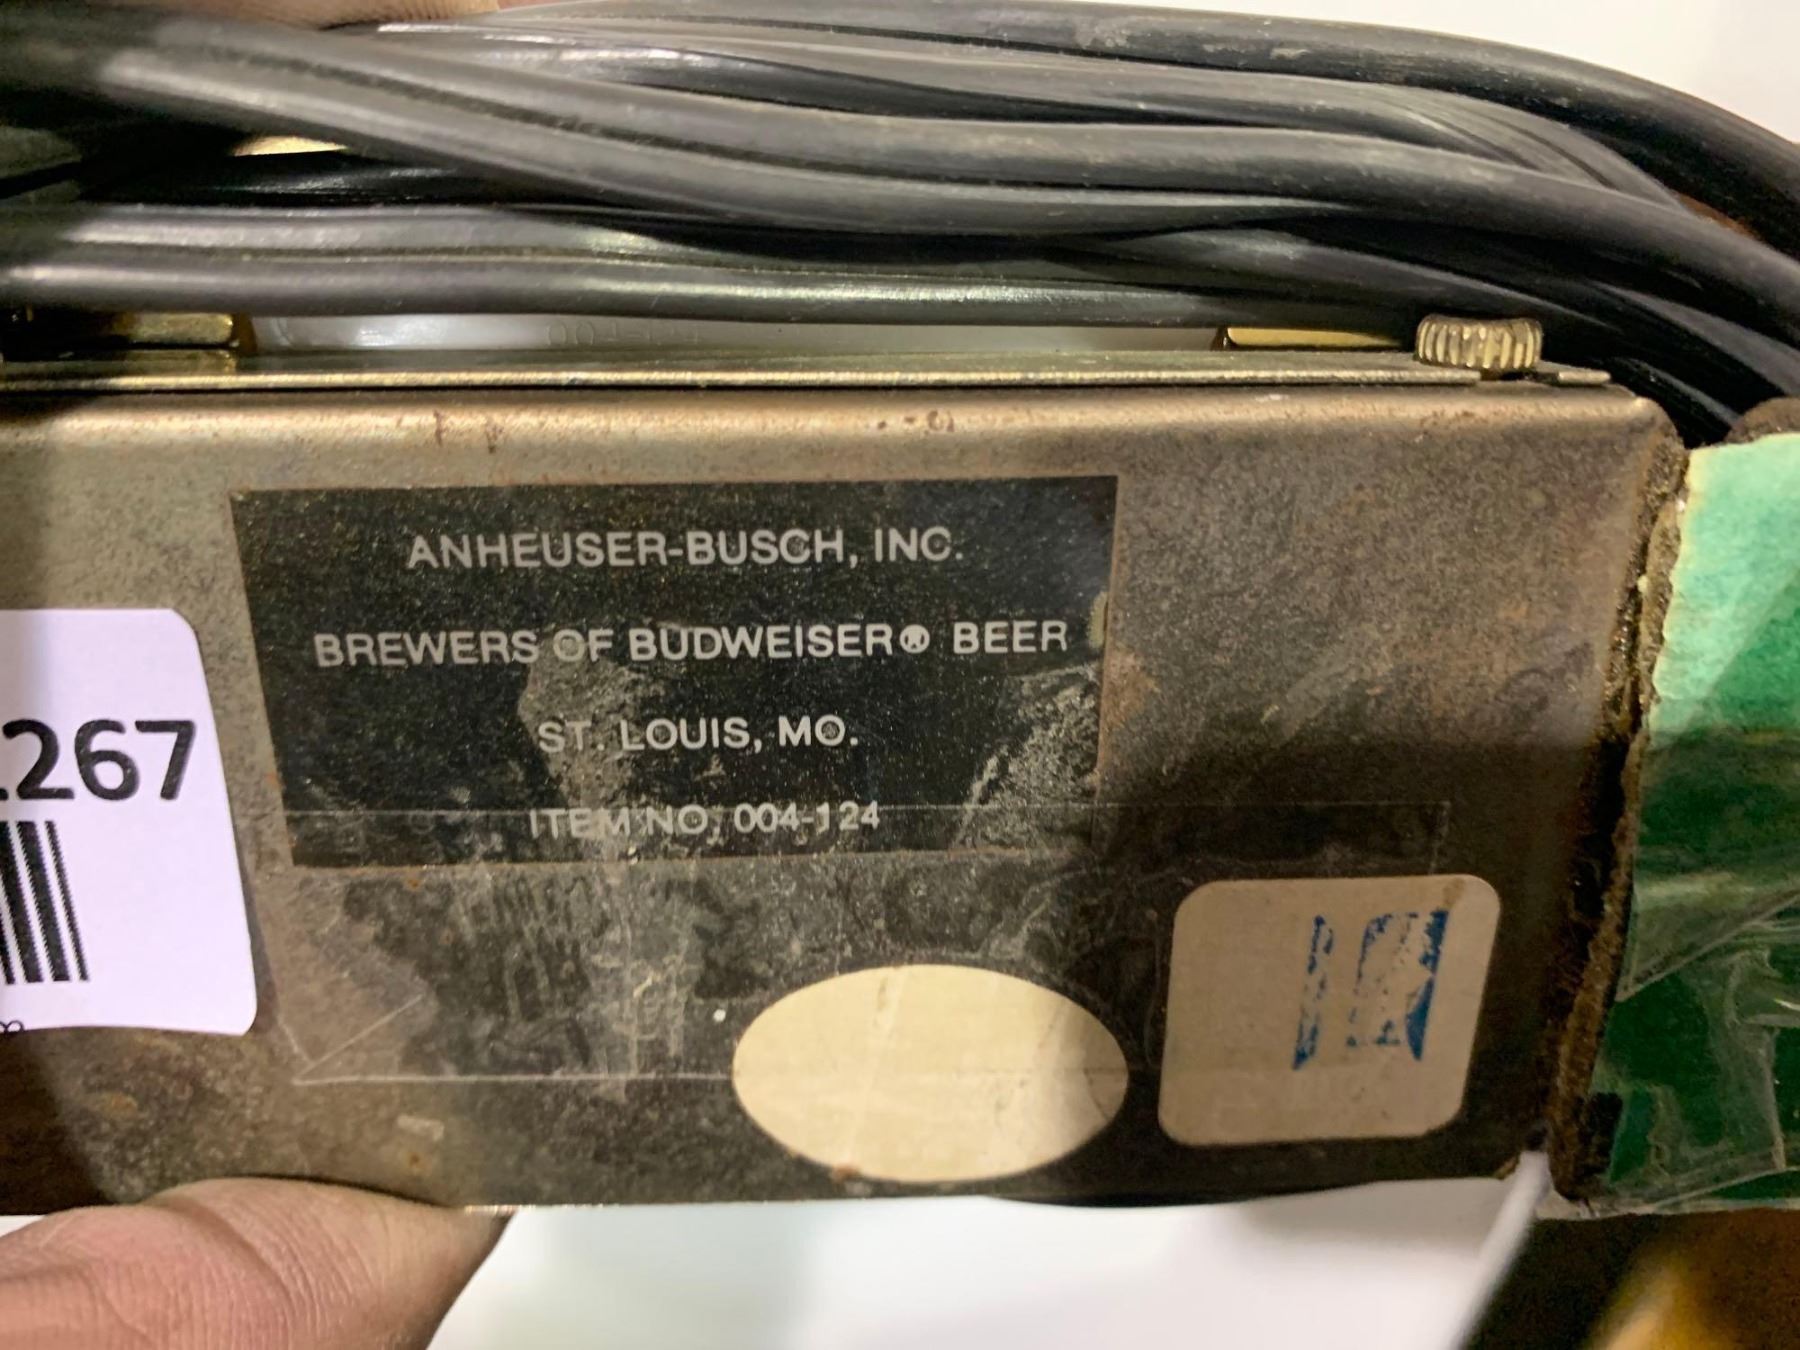 ANHEUSER-BUSCH, INC.
BREWERS OF BUDWEISER® BEER
ST. LOUIS, MO.
ITEM NO. 004-124
267